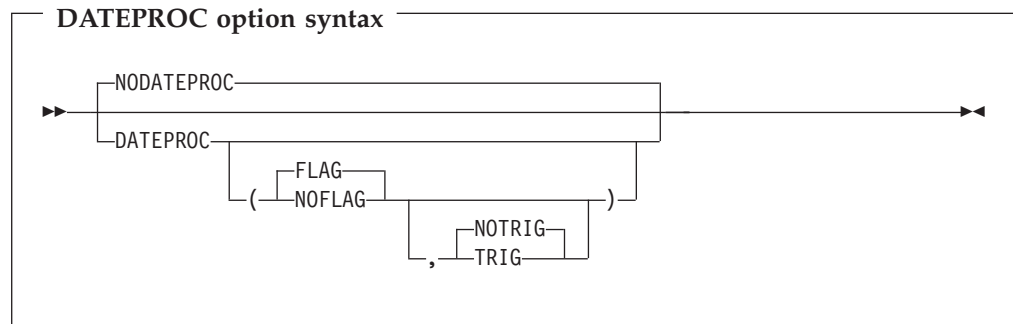 DATEPROC option syntax
NODATEPROC
DATEPROC
FLAG
( NOFLAG )
NOTRIG
, TRIG